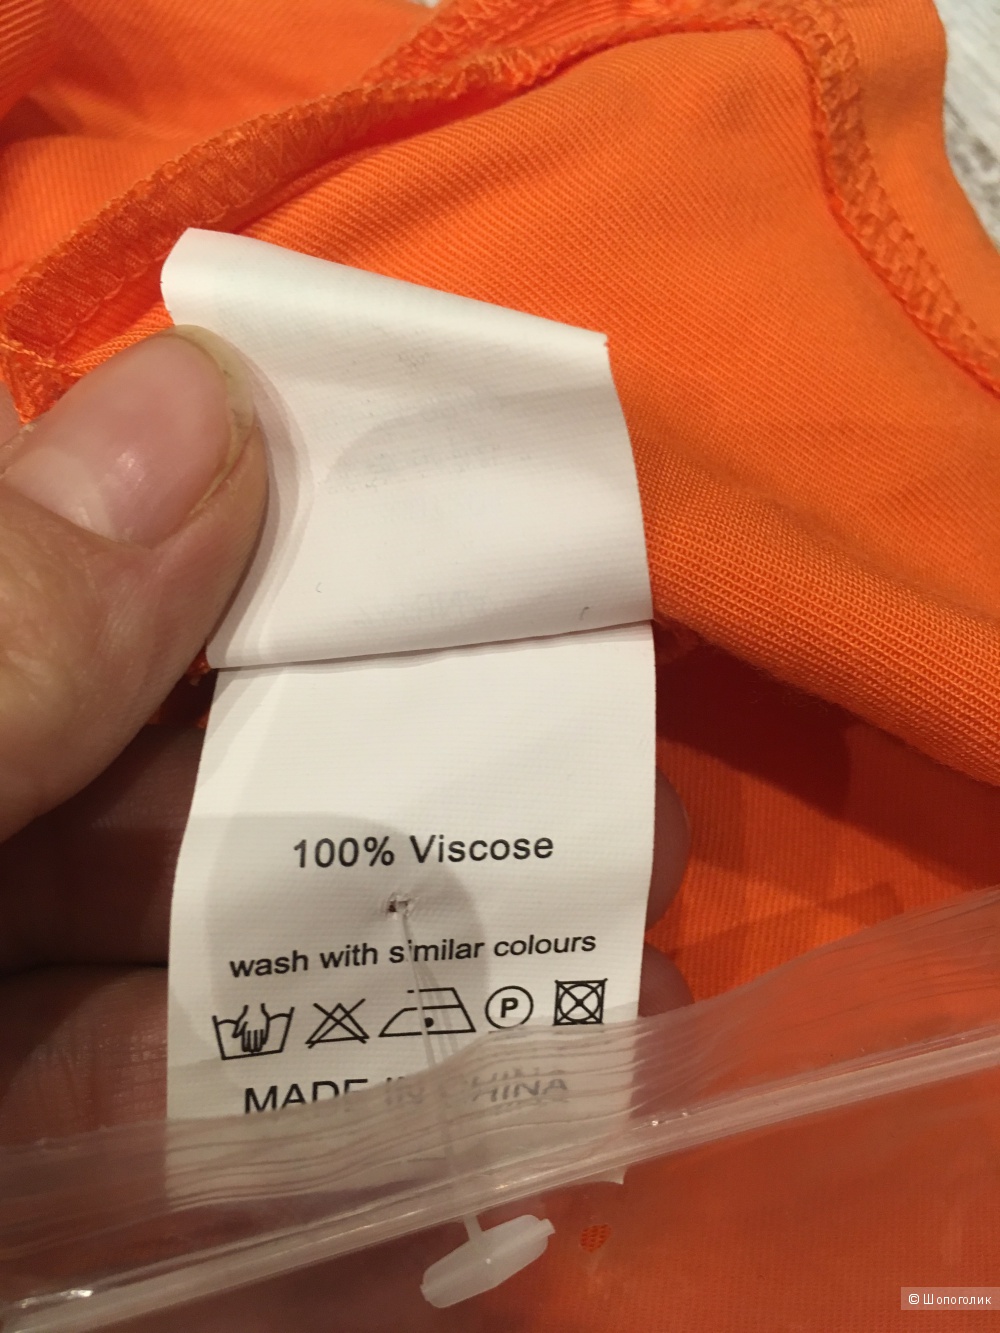 100% Viscose
wash with similar colours
P
MADE IN CHINA
© Шопоголик